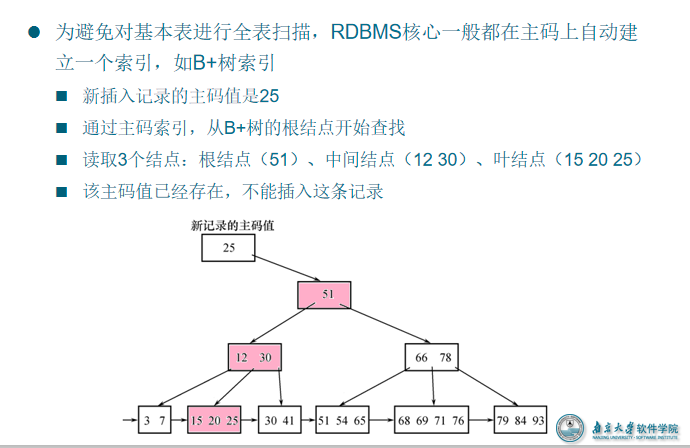 为避免对基本表进行全表扫描，RDBMS核心一般都在主码上自动建
立一个索引，如B+树索引
新插入记录的主码值是25
通过主码索引，从B+树的根结点开始查找
读取3个结点：根结点（51）、中间结点（12 30）、叶结点（15 20 25）
该主码值已经存在，不能插入这条记录
新记录的主码值
25
51
12 30
66 78
3 7
15 20 25
30 41
51 54 65
68 69 71 76
79 84 93
南京大学软件学院
NANJING UNIVERSITY · SOFTWARE INSTITUTE